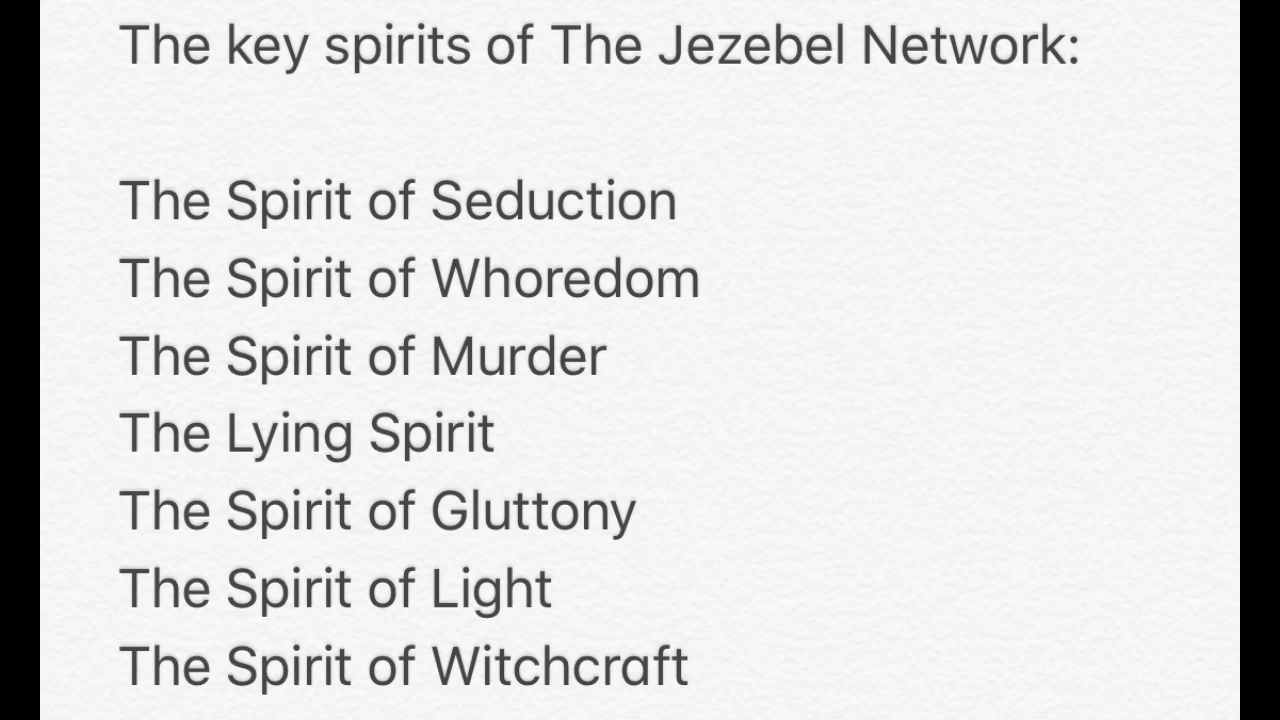 The key spirits of The Jezebel Network:
The Spirit of Seduction
The Spirit of Whoredom
The Spirit of Murder
The Lying Spirit
The Spirit of Gluttony
The Spirit of Light
The Spirit of Witchcraft